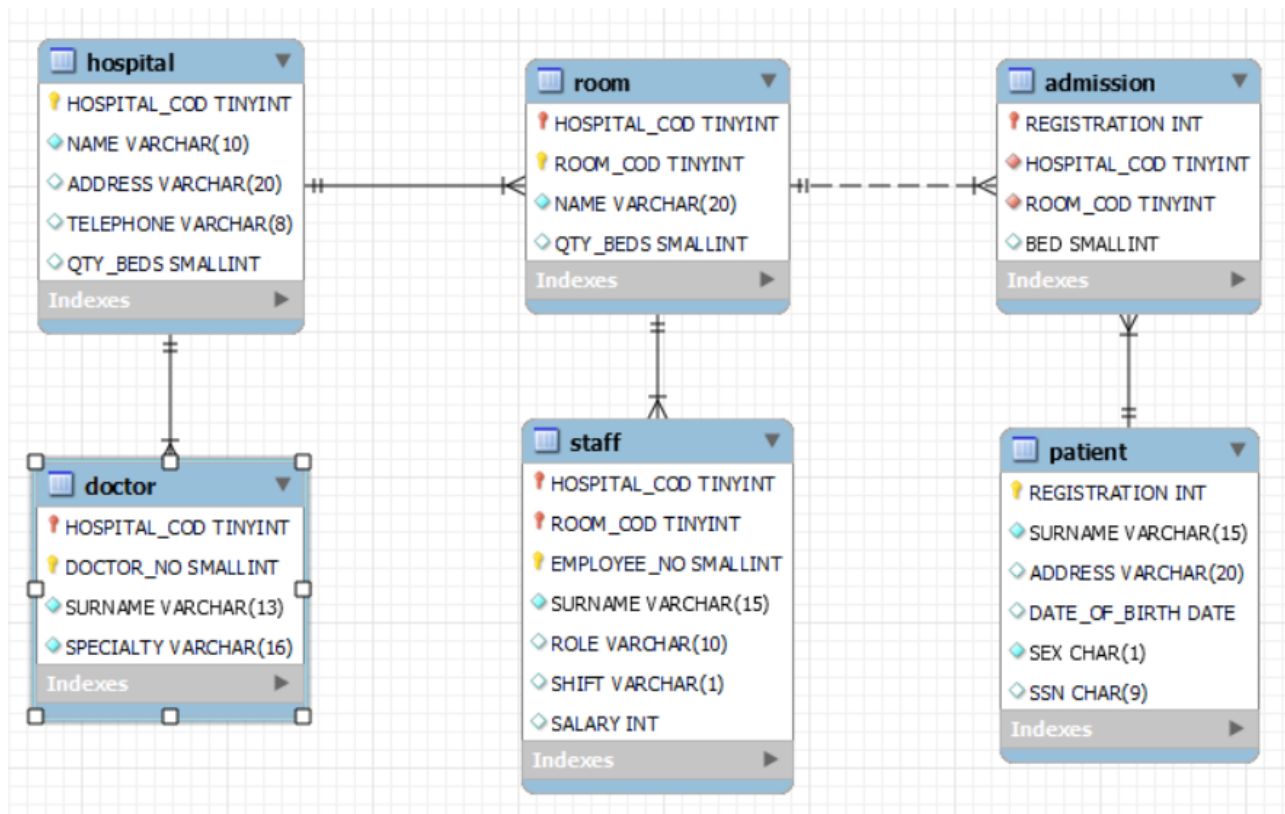 hospital
HOSPITAL_COD TINYINT
NAME VARCHAR(10)
ADDRESS VARCHAR(20)
TELEPHONE VARCHAR(8)
QTY_BEDS SMALLINT
Indexes
room
HOSPITAL_COD TINYINT
ROOM_COD TINYINT
NAME VARCHAR(20)
QTY_BEDS SMALLINT
Indexes
admission
REGISTRATION INT
HOSPITAL_COD TINYINT
ROOM_COD TINYINT
BED SMALLINT
Indexes
doctor
HOSPITAL_COD TINYINT
DOCTOR_NO SMALLINT
SURNAME VARCHAR(13)
SPECIALTY VARCHAR(16)
Indexes
staff
HOSPITAL_COD TINYINT
ROOM_COD TINYINT
EMPLOYEE_NO SMALLINT
SURNAME VARCHAR(15)
ROLE VARCHAR(10)
SHIFT VARCHAR(1)
SALARY INT
Indexes
patient
REGISTRATION INT
SURNAME VARCHAR(15)
ADDRESS VARCHAR(20)
DATE_OF_BIRTH DATE
SEX CHAR(1)
SSN CHAR(9)
Indexes